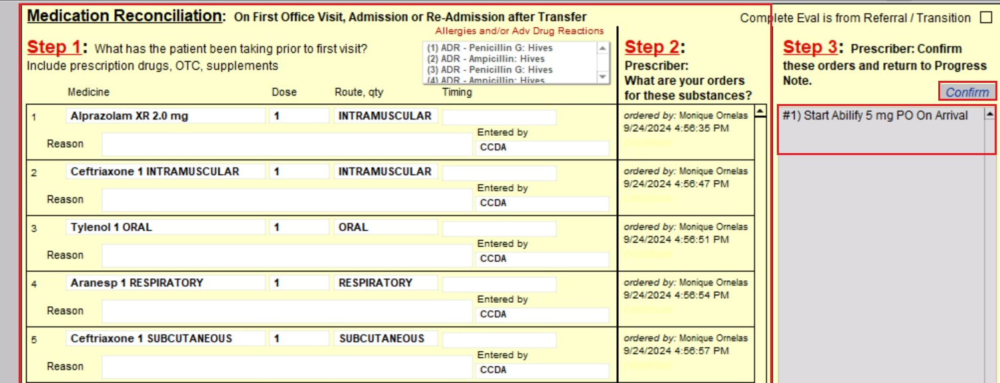 Medication Reconciliation: On First Office Visit, Admission or Re-Admission after Transfer
Complete Eval is from Referral / Transition
Allergies and/or Adv Drug Reactions
Step 1: What has the patient been taking prior to first visit?
Include prescription drugs, OTC, supplements
(1) ADR - Penicillin G: Hives
(2) ADR - Ampicillin: Hives
(3) ADR - Penicillin G: Hives
(4) ADR - Ampicillin: Hives
Medicine Dose Route, qty Timing
Step 2:
Prescriber:
What are your orders
for these substances?
Step 3: Prescriber: Confirm
these orders and return to Progress
Note.
Confirm
1 Alprazolam XR 2.0 mg 1 INTRAMUSCULAR
Reason
Entered by
CCDA
ordered by: Monique Ornelas
9/24/2024 4:56:35 PM
2 Ceftriaxone 1 INTRAMUSCULAR 1 INTRAMUSCULAR
Reason
Entered by
CCDA
ordered by: Monique Ornelas
9/24/2024 4:56:47 PM
3 Tylenol 1 ORAL 1 ORAL
Reason
Entered by
CCDA
ordered by: Monique Ornelas
9/24/2024 4:56:51 PM
4 Aranesp 1 RESPIRATORY 1 RESPIRATORY
Reason
Entered by
CCDA
ordered by: Monique Ornelas
9/24/2024 4:56:54 PM
5 Ceftriaxone 1 SUBCUTANEOUS 1 SUBCUTANEOUS
Reason
Entered by
CCDA
ordered by: Monique Ornelas
9/24/2024 4:56:57 PM
#1) Start Abilify 5 mg PO On Arrival